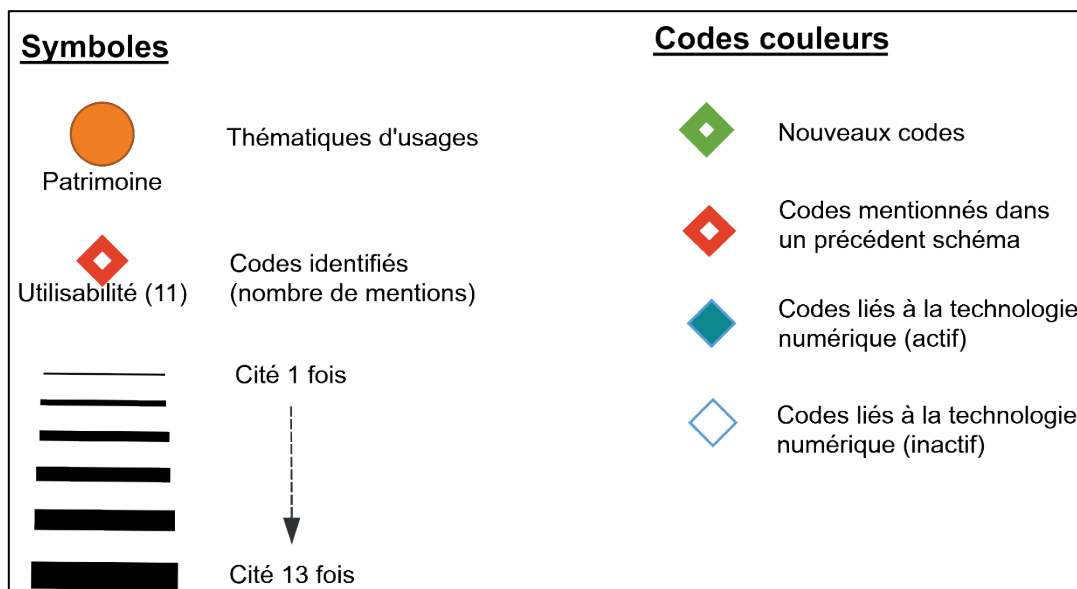 Symboles
Patrimoine
Thématiques d'usages
Utilisabilité (11)
Codes identifiés
(nombre de mentions)
Cité 1 fois
Cité 13 fois
Codes couleurs
Nouveaux codes
Codes mentionnés dans
un précédent schéma
Codes liés à la technologie
numérique (actif)
Codes liés à la technologie
numérique (inactif)